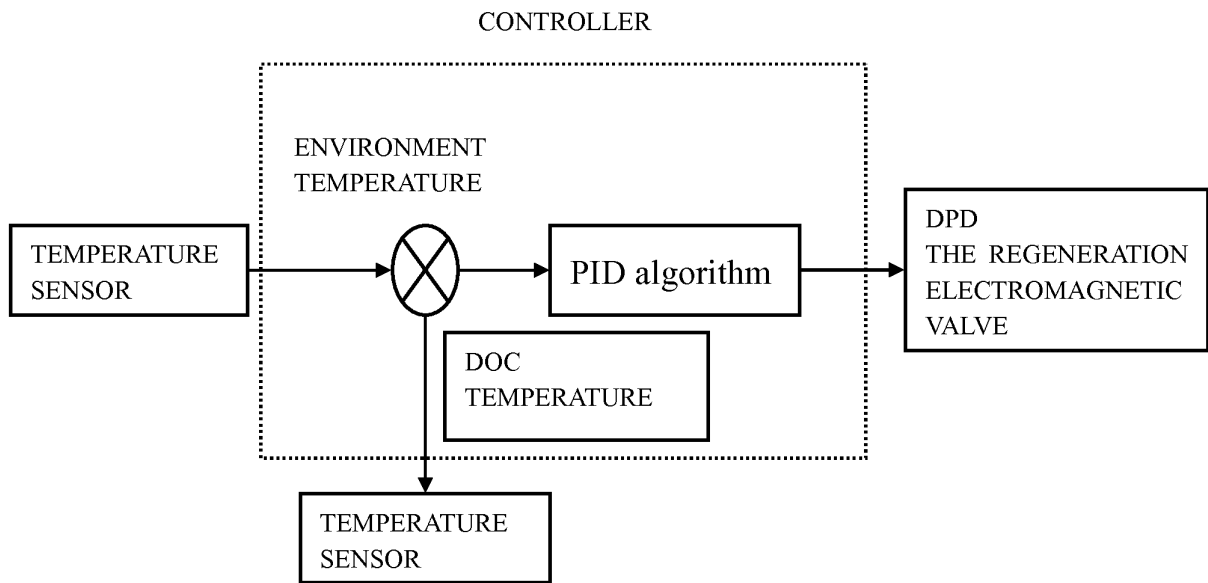 CONTROLLER
ENVIRONMENT
TEMPERATURE
TEMPERATURE
SENSOR
PID algorithm
DPD
THE REGENERATION
ELECTROMAGNETIC
VALVE
DOC
TEMPERATURE
TEMPERATURE
SENSOR